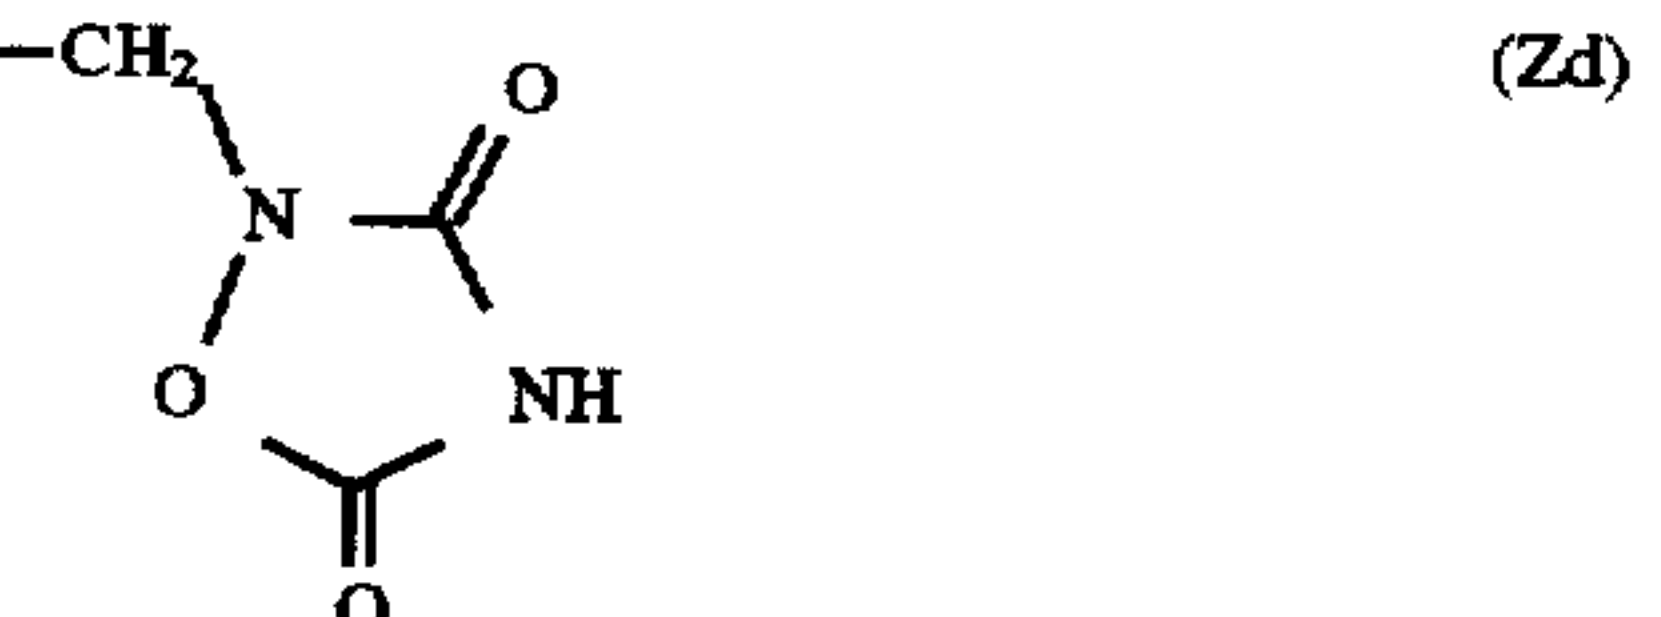 —CH₂ (Zd)
O
N
O NH
O